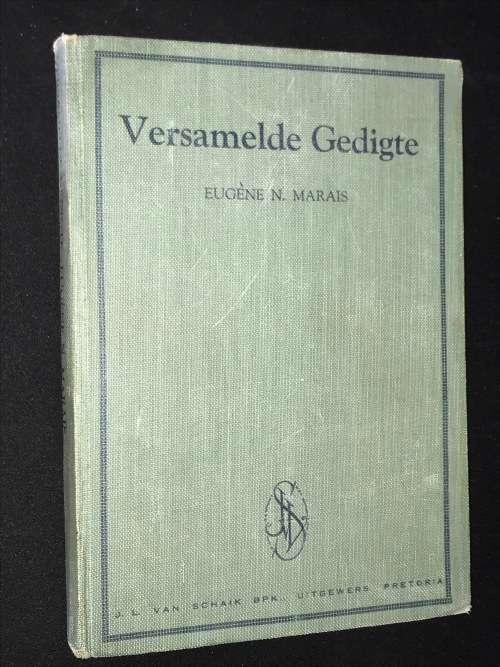 Versamelde Gedigte
EUGÈNE N. MARAIS
J. L. VAN SCHAIK BPK., UITGEWERS, PRETORIA